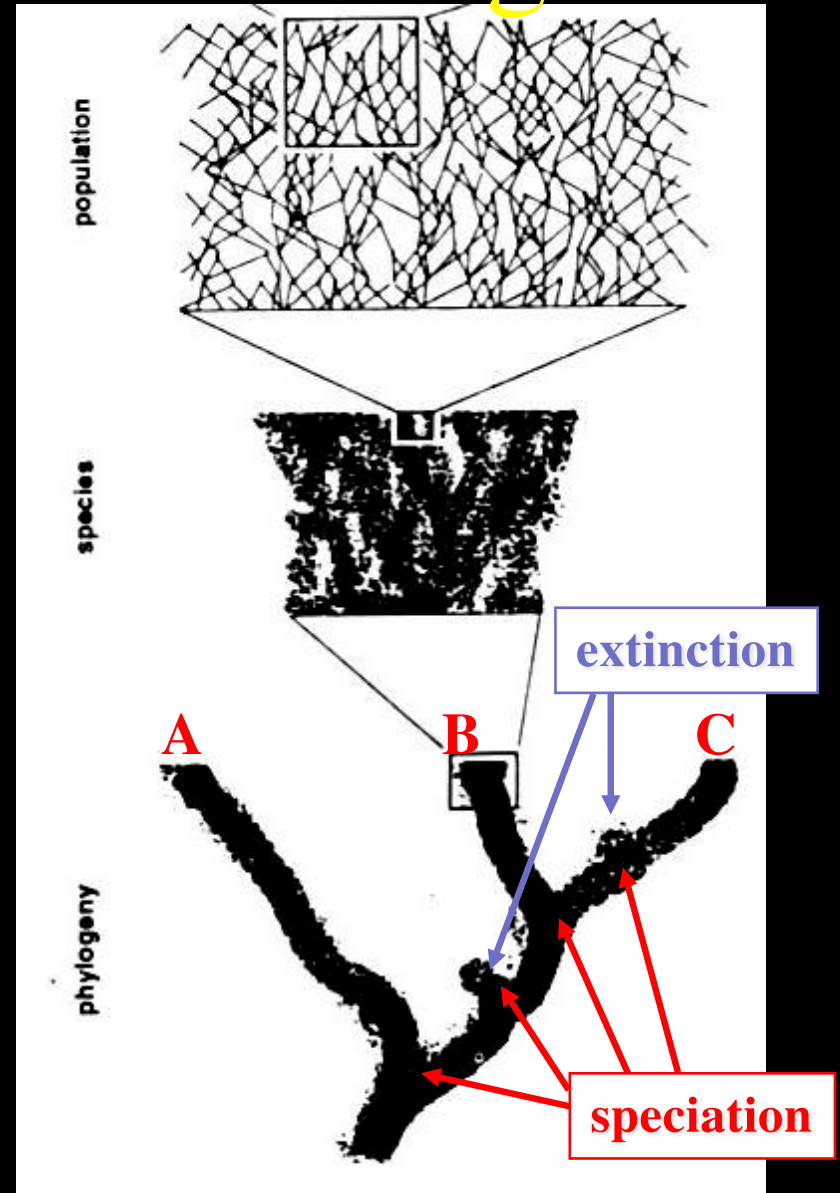 population
species
extinction
A
B
C
phylogeny
speciation